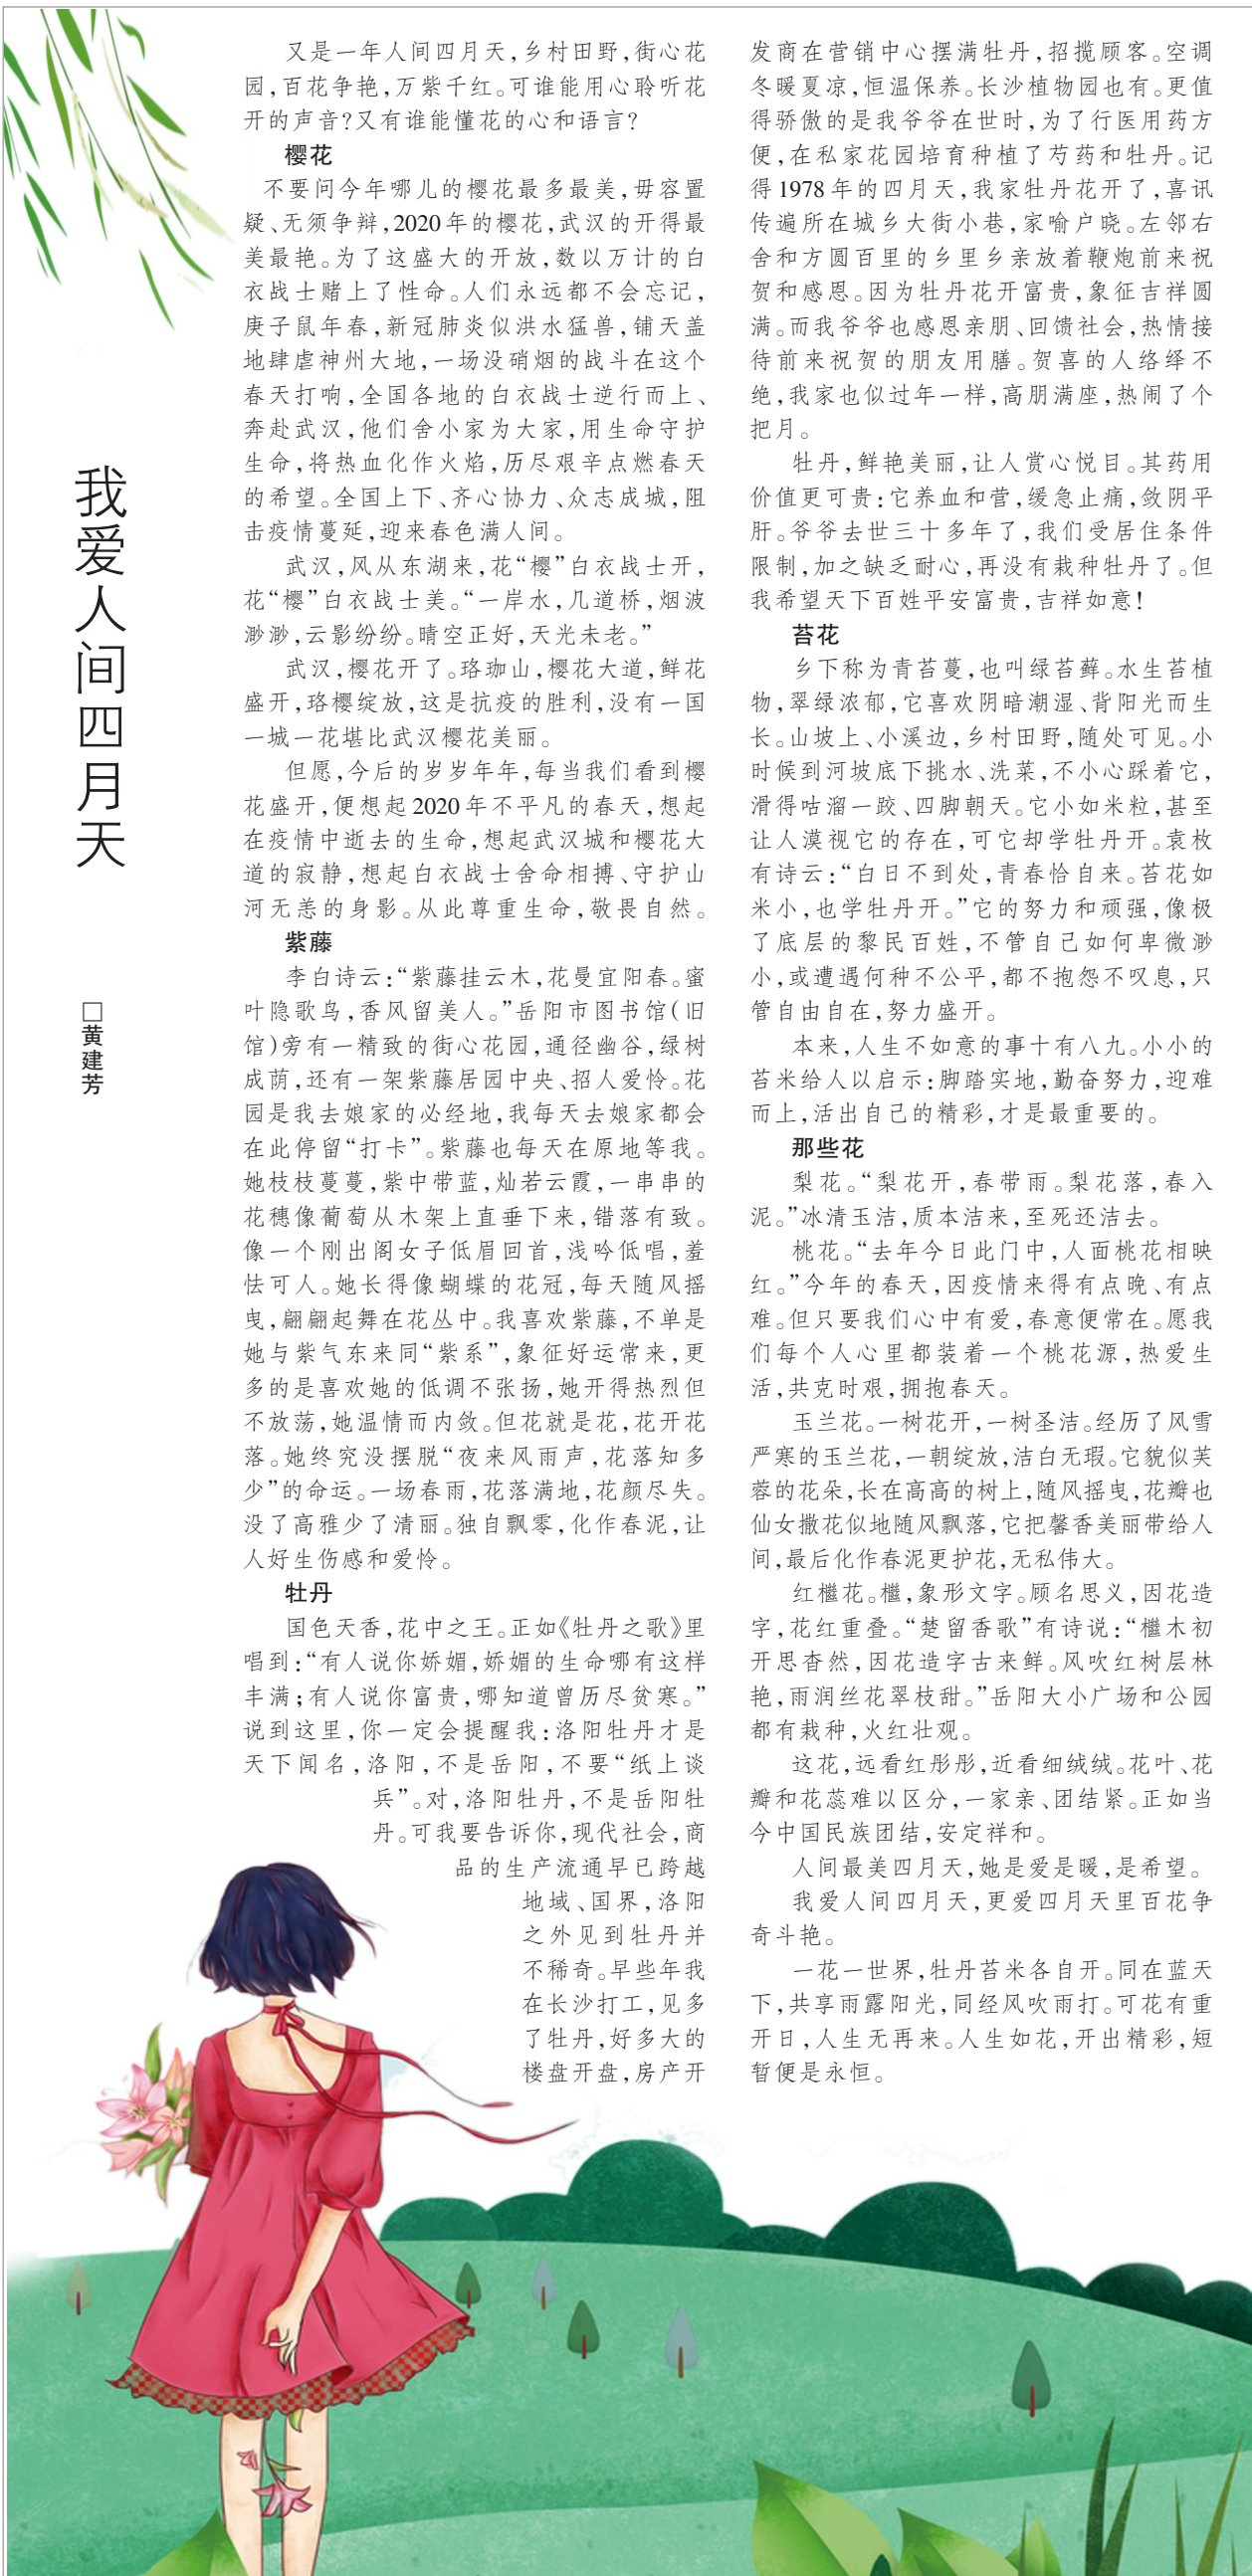 我爱人间四月天
□黄建芳
又是一年人间四月天,乡村田野,街心花
园,百花争艳,万紫千红。可谁能用心聆听花
开的声音?又有谁能懂花的心和语言?
樱花
不要问今年哪儿的樱花最多最美,毋容置
疑、无须争辩,2020年的樱花,武汉的开得最
美最艳。为了这盛大的开放,数以万计的白
衣战士赌上了性命。人们永远都不会忘记,
庚子鼠年春,新冠肺炎似洪水猛兽,铺天盖
地肆虐神州大地,一场没硝烟的战斗在这个
春天打响,全国各地的白衣战士逆行而上、
奔赴武汉,他们舍小家为大家,用生命守护
生命,将热血化作火焰,历尽艰辛点燃春天
的希望。全国上下、齐心协力、众志成城,阻
击疫情蔓延,迎来春色满人间。
武汉,风从东湖来,花“樱”白衣战士开,
花“樱”白衣战士美。“一岸水,几道桥,烟波
渺渺,云影纷纷。晴空正好,天光未老。”
武汉,樱花开了。珞珈山,樱花大道,鲜花
盛开,珞樱绽放,这是抗疫的胜利,没有一国
一城一花堪比武汉樱花美丽。
但愿,今后的岁岁年年,每当我们看到樱
花盛开,便想起2020年不平凡的春天,想起
在疫情中逝去的生命,想起武汉城和樱花大
道的寂静,想起白衣战士舍命相搏、守护山
河无恙的身影。从此尊重生命,敬畏自然。
紫藤
李白诗云:“紫藤挂云木,花曼宜阳春。蜜
叶隐歌鸟,香风留美人。”岳阳市图书馆(旧
馆)旁有一精致的街心花园,通径幽谷,绿树
成荫,还有一架紫藤居园中央、招人爱怜。花
园是我去娘家的必经地,我每天去娘家都会
在此停留“打卡”。紫藤也每天在原地等我。
她枝枝蔓蔓,紫中带蓝,灿若云霞,一串串的
花穗像葡萄从木架上直垂下来,错落有致。
像一个刚出阁女子低眉回首,浅吟低唱,羞
怯可人。她长得像蝴蝶的花冠,每天随风摇
曳,翩翩起舞在花丛中。我喜欢紫藤,不单是
她与紫气东来同“紫系”,象征好运常来,更
多的是喜欢她的低调不张扬,她开得热烈但
不放荡,她温情而内敛。但花就是花,花开花
落。她终究没摆脱“夜来风雨声,花落知多
少”的命运。一场春雨,花落满地,花颜尽失。
没了高雅少了清丽。独自飘零,化作春泥,让
人好生伤感和爱怜。
牡丹
国色天香,花中之王。正如《牡丹之歌》里
唱到:“有人说你娇媚,娇媚的生命哪有这样
丰满;有人说你富贵,哪知道曾历尽贫寒。”
说到这里,你一定会提醒我:洛阳牡丹才是
天下闻名,洛阳,不是岳阳,不要“纸上谈
兵”。对,洛阳牡丹,不是岳阳牡
丹。可我要告诉你,现代社会,商
品的生产流通早已跨越
地域、国界,洛阳
之外见到牡丹并
不稀奇。早些年我
在长沙打工,见多
了牡丹,好多大的
楼盘开盘,房产开
发商在营销中心摆满牡丹,招揽顾客。空调
冬暖夏凉,恒温保养。长沙植物园也有。更值
得骄傲的是我爷爷在世时,为了行医用药方
便,在私家花园培育种植了芍药和牡丹。记
得1978年的四月天,我家牡丹花开了,喜讯
传遍所在城乡大街小巷,家喻户晓。左邻右
舍和方圆百里的乡里乡亲放着鞭炮前来祝
贺和感恩。因为牡丹花开富贵,象征吉祥圆
满。而我爷爷也感恩亲朋、回馈社会,热情接
待前来祝贺的朋友用膳。贺喜的人络绎不
绝,我家也似过年一样,高朋满座,热闹了个
把月。
牡丹,鲜艳美丽,让人赏心悦目。其药用
价值更可贵:它养血和营,缓急止痛,敛阴平
肝。爷爷去世三十多年了,我们受居住条件
限制,加之缺乏耐心,再没有栽种牡丹了。但
我希望天下百姓平安富贵,吉祥如意!
苔花
乡下称为青苔蔓,也叫绿苔藓。水生苔植
物,翠绿浓郁,它喜欢阴暗潮湿、背阳光而生
长。山坡上、小溪边,乡村田野,随处可见。小
时候到河坡底下挑水、洗菜,不小心踩着它,
滑得咕溜一跤、四脚朝天。它小如米粒,甚至
让人漠视它的存在,可它却学牡丹开。袁枚
有诗云:“白日不到处,青春恰自来。苔花如
米小,也学牡丹开。”它的努力和顽强,像极
了底层的黎民百姓,不管自己如何卑微渺
小,或遭遇何种不公平,都不抱怨不叹息,只
管自由自在,努力盛开。
本来,人生不如意的事十有八九。小小的
苔米给人以启示:脚踏实地,勤奋努力,迎难
而上,活出自己的精彩,才是最重要的。
那些花
梨花。“梨花开,春带雨。梨花落,春入
泥。”冰清玉洁,质本洁来,至死还洁去。
桃花。“去年今日此门中,人面桃花相映
红。”今年的春天,因疫情来得有点晚、有点
难。但只要我们心中有爱,春意便常在。愿我
们每个人心里都装着一个桃花源,热爱生
活,共克时艰,拥抱春天。
玉兰花。一树花开,一树圣洁。经历了风雪
严寒的玉兰花,一朝绽放,洁白无瑕。它貌似芙
蓉的花朵,长在高高的树上,随风摇曳,花瓣也
仙女撒花似地随风飘落,它把馨香美丽带给人
间,最后化作春泥更护花,无私伟大。
红檵花。檵,象形文字。顾名思义,因花造
字,花红重叠。“楚留香歌”有诗说:“檵木初
开思杳然,因花造字古来鲜。风吹红树层林
艳,雨润丝花翠枝甜。”岳阳大小广场和公园
都有栽种,火红壮观。
这花,远看红彤彤,近看细绒绒。花叶、花
瓣和花蕊难以区分,一家亲、团结紧。正如当
今中国民族团结,安定祥和。
人间最美四月天,她是爱是暖,是希望。
我爱人间四月天,更爱四月天里百花争
奇斗艳。
一花一世界,牡丹苔米各自开。同在蓝天
下,共享雨露阳光,同经风吹雨打。可花有重
开日,人生无再来。人生如花,开出精彩,短
暂便是永恒。